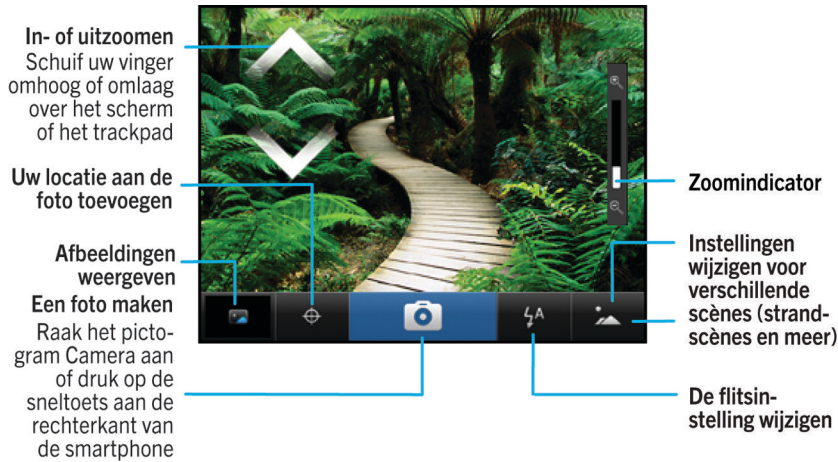 In- of uitzoomen
Schuif uw vinger
omhoog of omlaag
over het scherm
of het trackpad
Uw locatie aan de
foto toevoegen
Afbeeldingen
weergeven
Een foto maken
Raak het picto-
gram Camera aan
of druk op de
sneltoets aan de
rechterkant van
de smartphone
A
Zoomindicator
Instellingen
wijzigen voor
verschillende
scènes (strand-
scènes en meer)
De flitsin-
stelling wijzigen